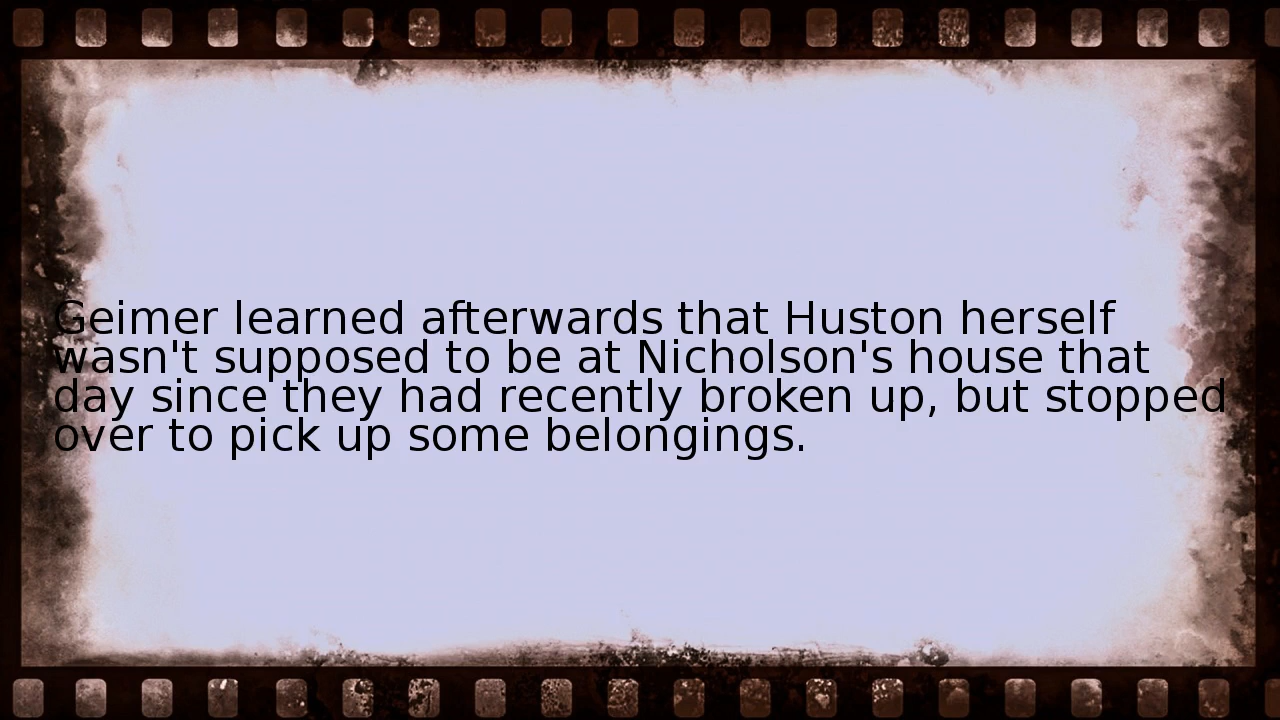 Geimer learned afterwards that Huston herself
wasn't supposed to be at Nicholson's house that
day since they had recently broken up, but stopped
over to pick up some belongings.